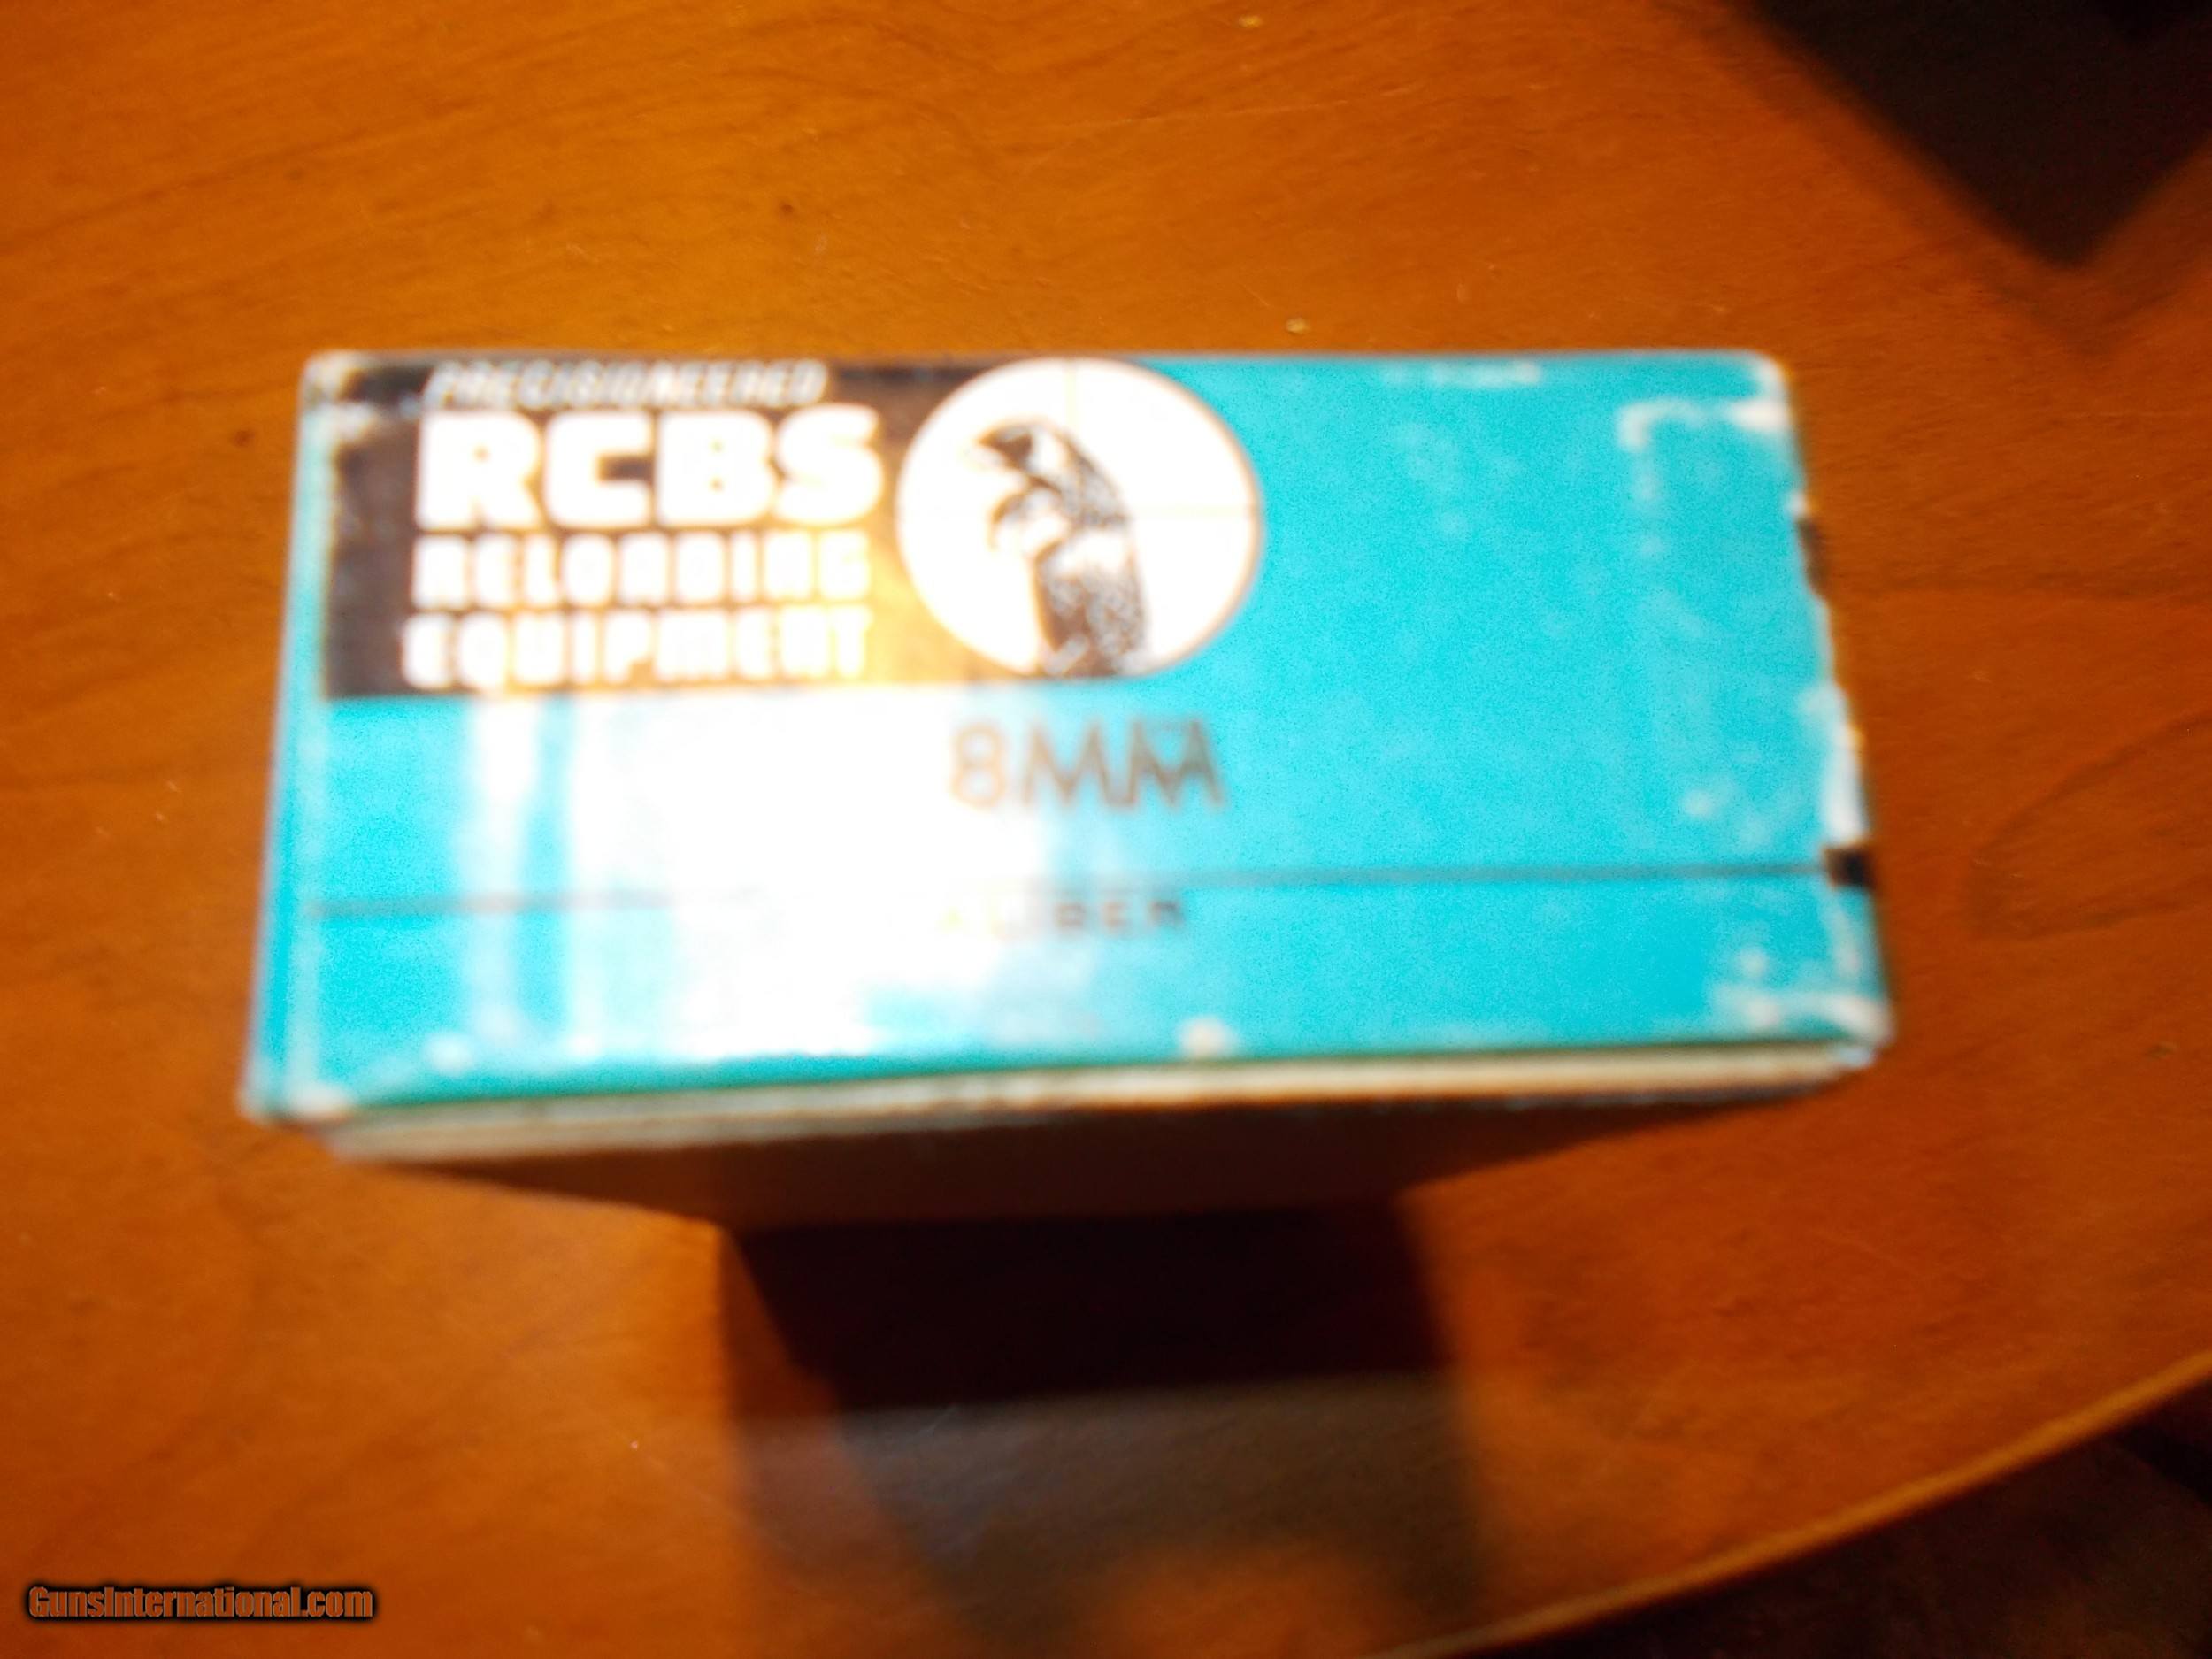 PRECISIONEERED
RCBS
RELOADING
EQUIPMENT
8MM
GunsInternational.com